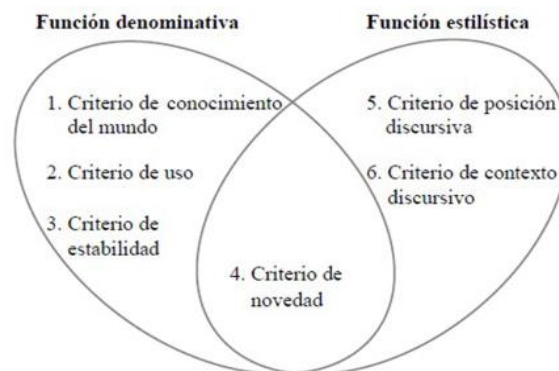 Función denominativa
Función estilística
1. Criterio de conocimiento
del mundo
2. Criterio de uso
3. Criterio de
estabilidad
4. Criterio de
novedad
5. Criterio de posición
discursiva
6. Criterio de contexto
discursivo